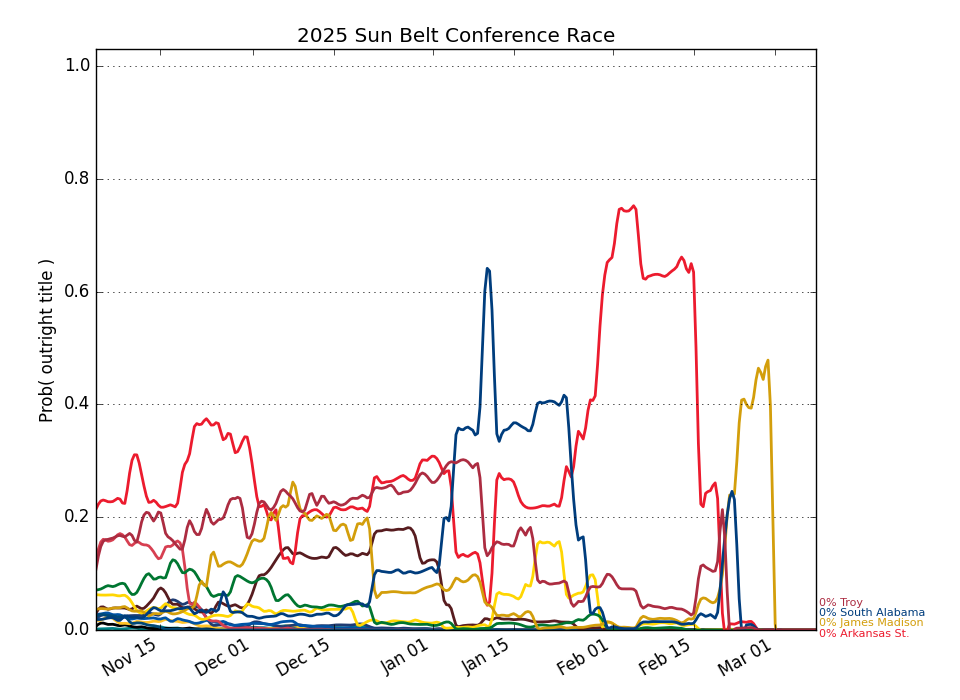 2025 Sun Belt Conference Race
Prob( outright title )
1.0
0.8
0.6
0.4
0.2
0.0
Nov 15
Dec 01
Dec 15
Jan 01
Jan 15
Feb 01
Feb 15
Mar 01
0% Troy
0% South Alabama
0% James Madison
0% Arkansas St.